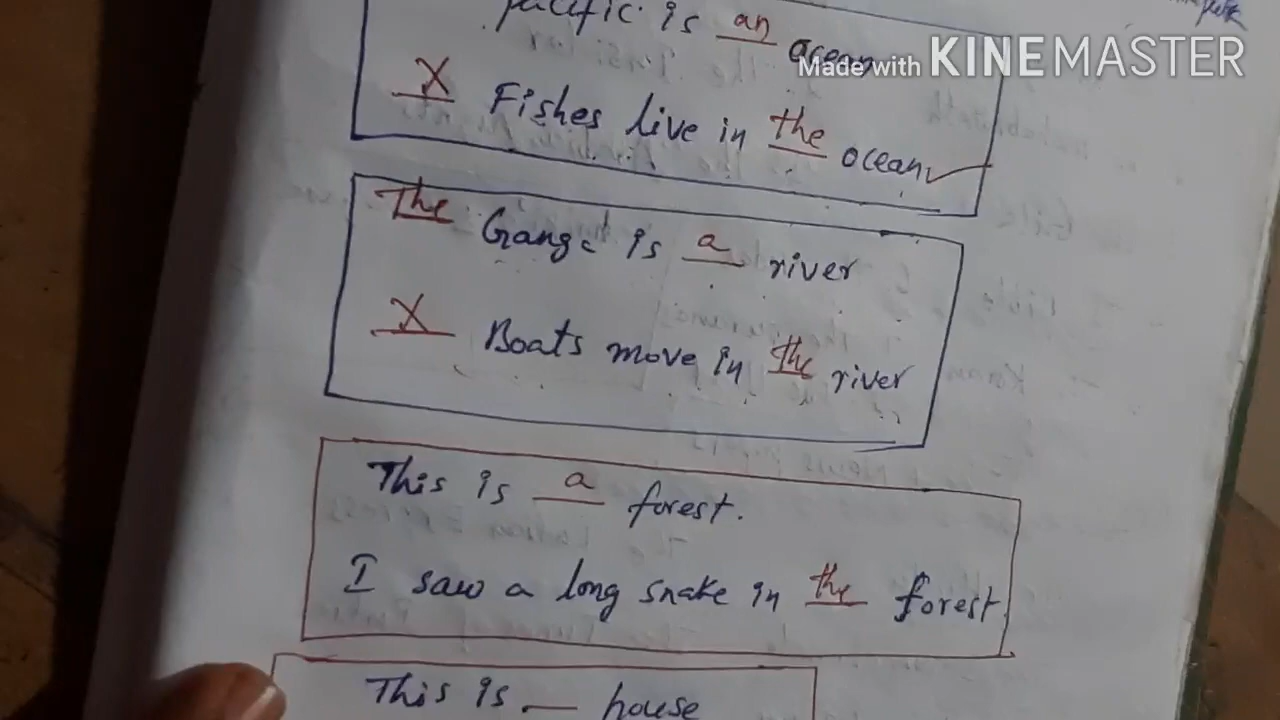 pacific is an ocean
Made with KINEMASTER
X Fishes live in the ocean
The Gange is a river
X Boats move in the river
This is a forest.
I saw a long snake in the forest.
This is __ house